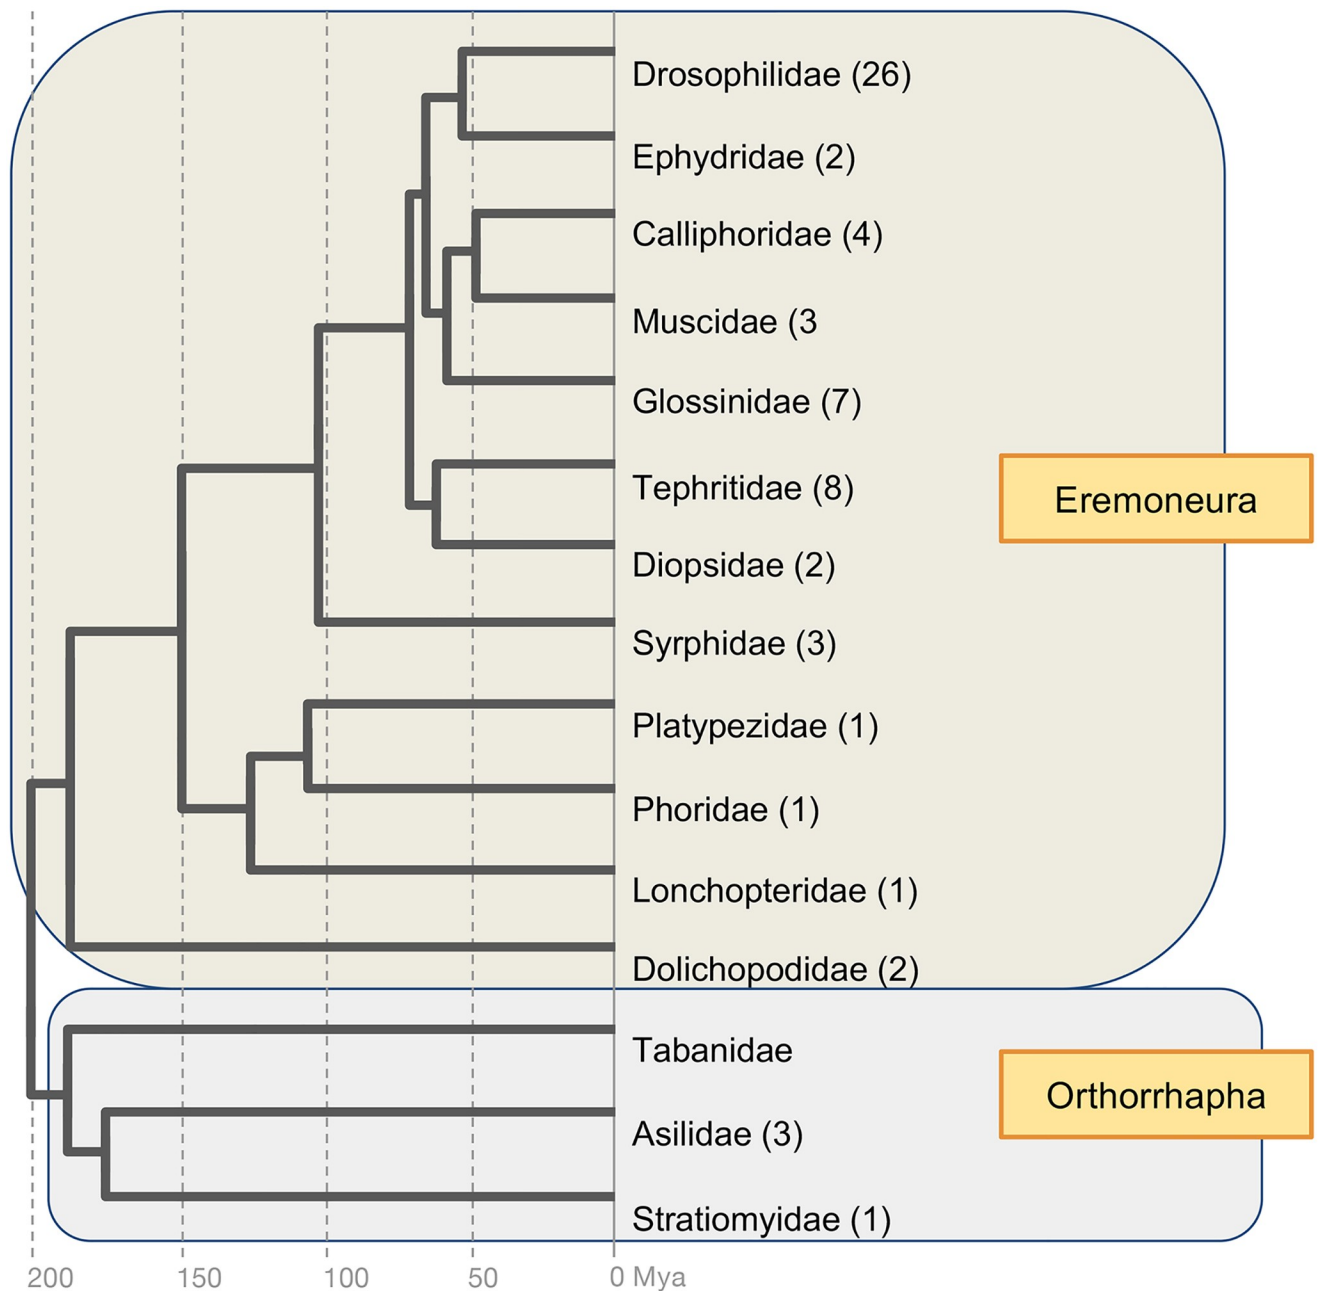 Drosophilidae (26)
Ephydridae (2)
Calliphoridae (4)
Muscidae (3
Glossinidae (7)
Tephritidae (8)
Eremoneura
Diopsidae (2)
Syrphidae (3)
Platypezidae (1)
Phoridae (1)
Lonchopteridae (1)
Dolichopodidae (2)
Tabanidae
Orthorrhapha
Asilidae (3)
Stratiomyidae (1)
200 150 100 50 0 Mya